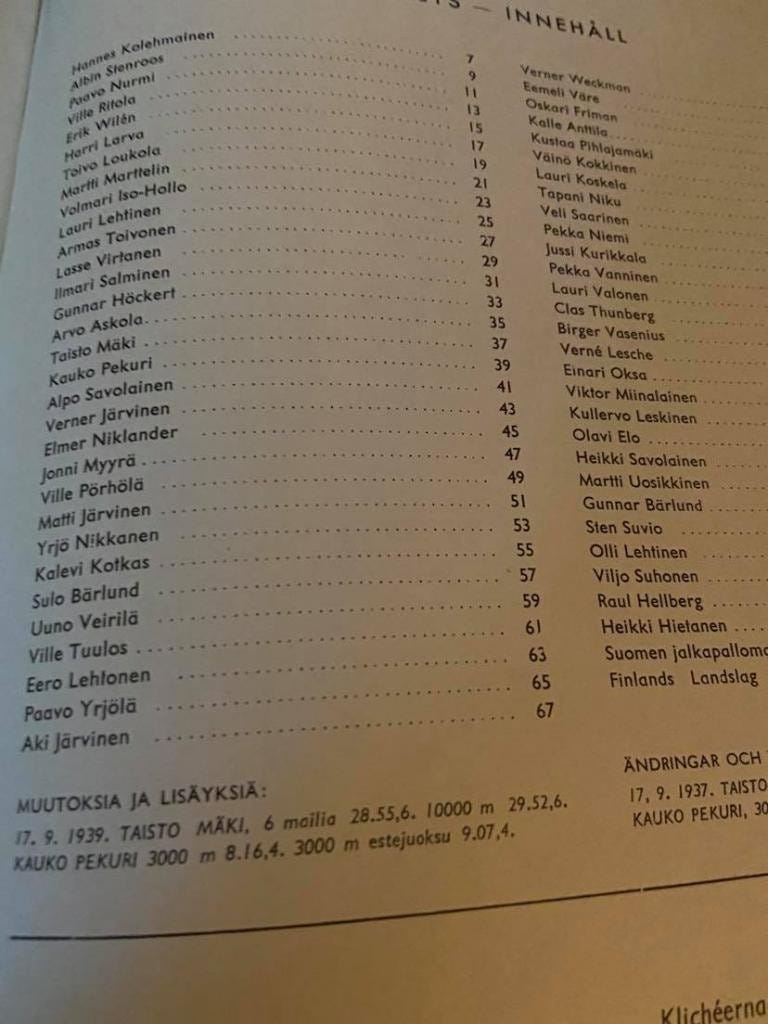 – INNEHÅLL
Hannes Kolehmainen ........ 7
Albin Stenroos ........ 9
Paavo Nurmi ........ 11
Ville Ritola ........ 13
Erik Wilén ........ 15
Harri Larva ........ 17
Toivo Loukola ........ 19
Martti Marttelin ........ 21
Volmari Iso-Hollo ........ 23
Lauri Lehtinen ........ 25
Armas Toivonen ........ 27
Lasse Virtanen ........ 29
Ilmari Salminen ........ 31
Gunnar Höckert ........ 33
Arvo Askola ........ 35
Taisto Mäki ........ 37
Kauko Pekuri ........ 39
Alpo Savolainen ........ 41
Verner Järvinen ........ 43
Elmer Niklander ........ 45
Jonni Myyrä ........ 47
Ville Pörhölä ........ 49
Matti Järvinen ........ 51
Yrjö Nikkanen ........ 53
Kalevi Kotkas ........ 55
Sulo Bärlund ........ 57
Uuno Veirilä ........ 59
Ville Tuulos ........ 61
Eero Lehtonen ........ 63
Paavo Yrjölä ........ 65
Aki Järvinen ........ 67
MUUTOKSIA JA LISÄYKSIÄ:
17. 9. 1939. TAISTO MÄKI, 6 mailia 28.55,6. 10000 m 29.52,6.
KAUKO PEKURI 3000 m 8.16,4. 3000 m estejuoksu 9.07,4.
Verner Weckman ........
Eemeli Väre ........
Oskari Friman ........
Kalle Anttila ........
Kustaa Pihlajamäki ........
Väinö Kokkinen ........
Lauri Koskela ........
Tapani Niku ........
Veli Saarinen ........
Pekka Niemi ........
Jussi Kurikkala ........
Pekka Vanninen ........
Lauri Valonen ........
Clas Thunberg ........
Birger Vasenius ........
Verné Lesche ........
Einari Oksa ........
Viktor Miinalainen ........
Kullervo Leskinen ........
Olavi Elo ........
Heikki Savolainen ........
Martti Uosikkinen ........
Gunnar Bärlund ........
Sten Suvio ........
Olli Lehtinen ........
Viljo Suhonen ........
Raul Hellberg ........
Heikki Hietanen ....
Suomen jalkapalloma
Finlands Landslag
ÄNDRINGAR OCH
17. 9. 1937. TAISTO
KAUKO PEKURI, 30
Klichéerna